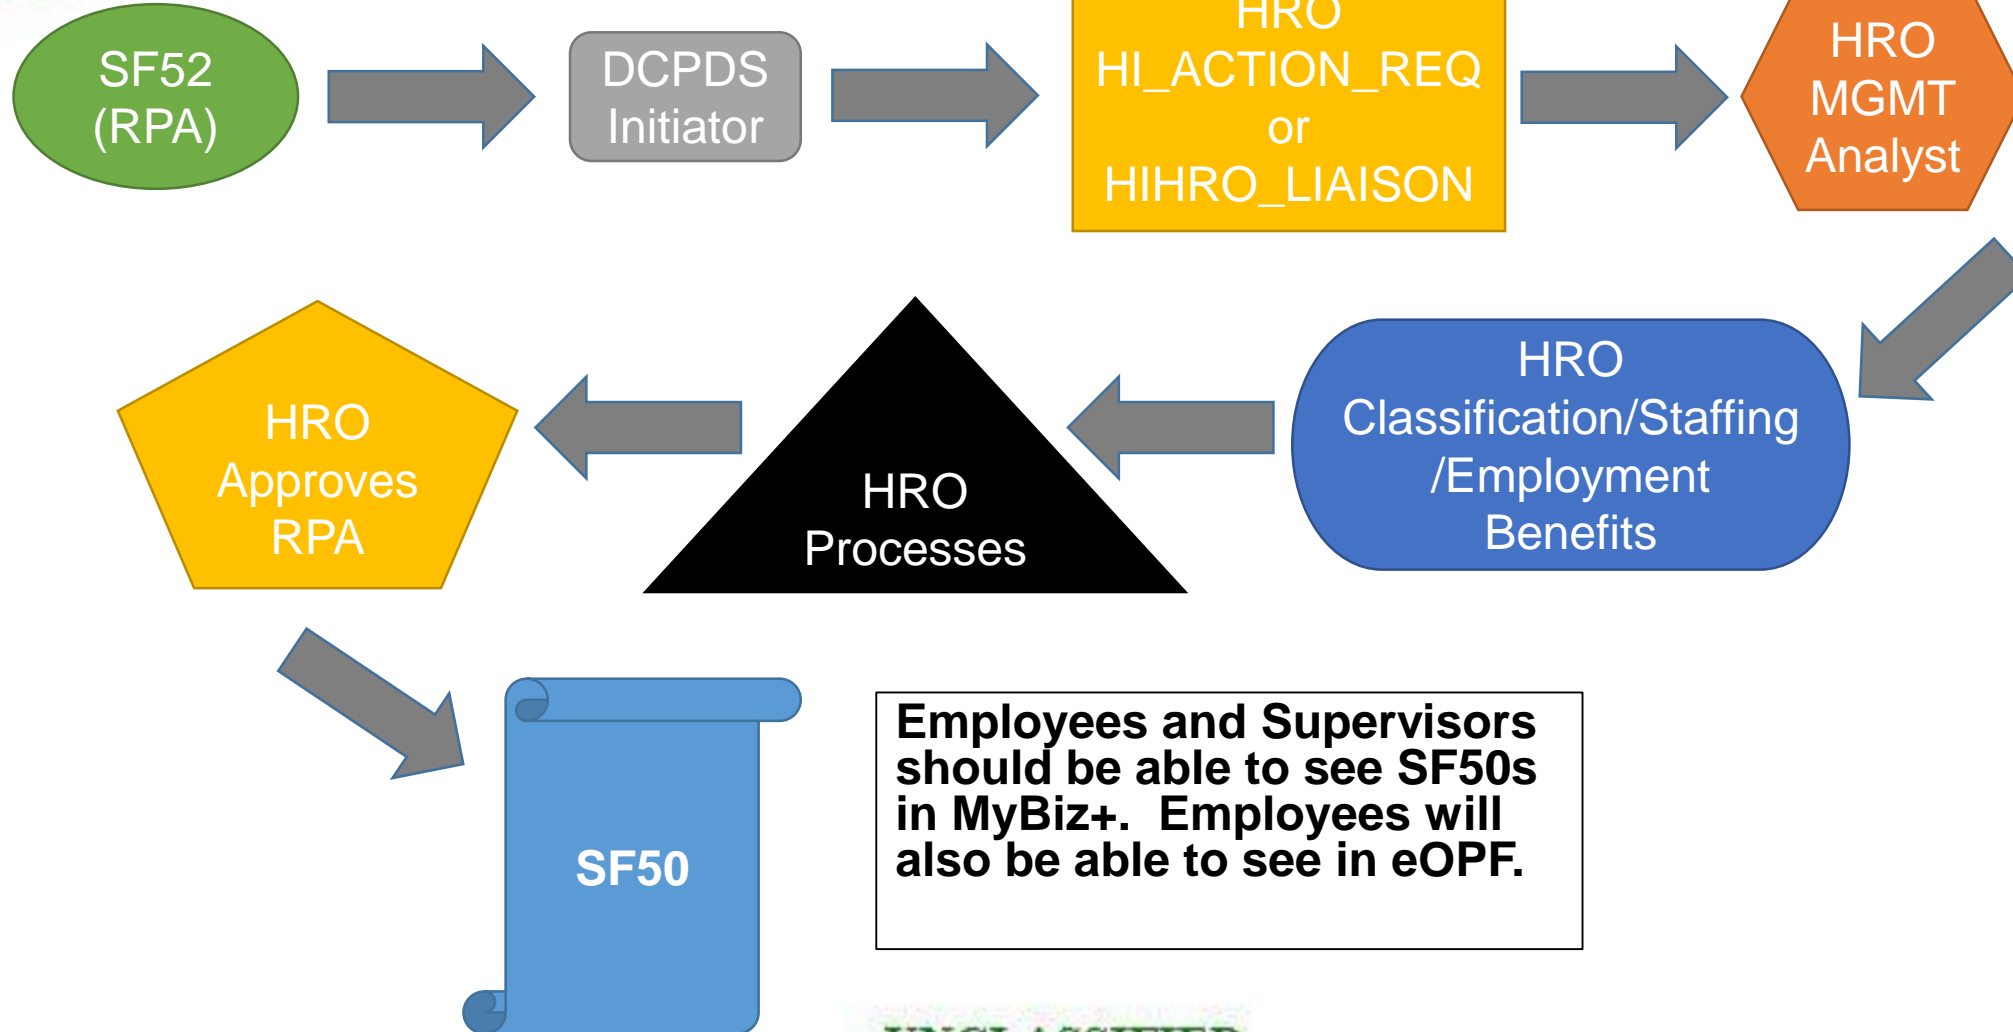 SF52
(RPA)
DCPDS
Initiator
HRO
HI_ACTION_REQ
or
HIHRO_LIAISON
HRO
MGMT
Analyst
HRO
Approves
RPA
HRO
Processes
HRO
Classification/Staffing
/Employment
Benefits
SF50
Employees and Supervisors
should be able to see SF50s
in MyBiz+.  Employees will
also be able to see in eOPF.
UNCLASSIFIED